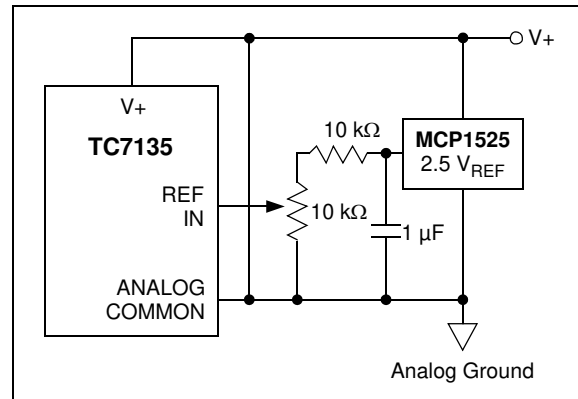 V+
V+
TC7135
10 kΩ
MCP1525
2.5 VREF
REF
IN
10 kΩ
1 µF
ANALOG
COMMON
Analog Ground